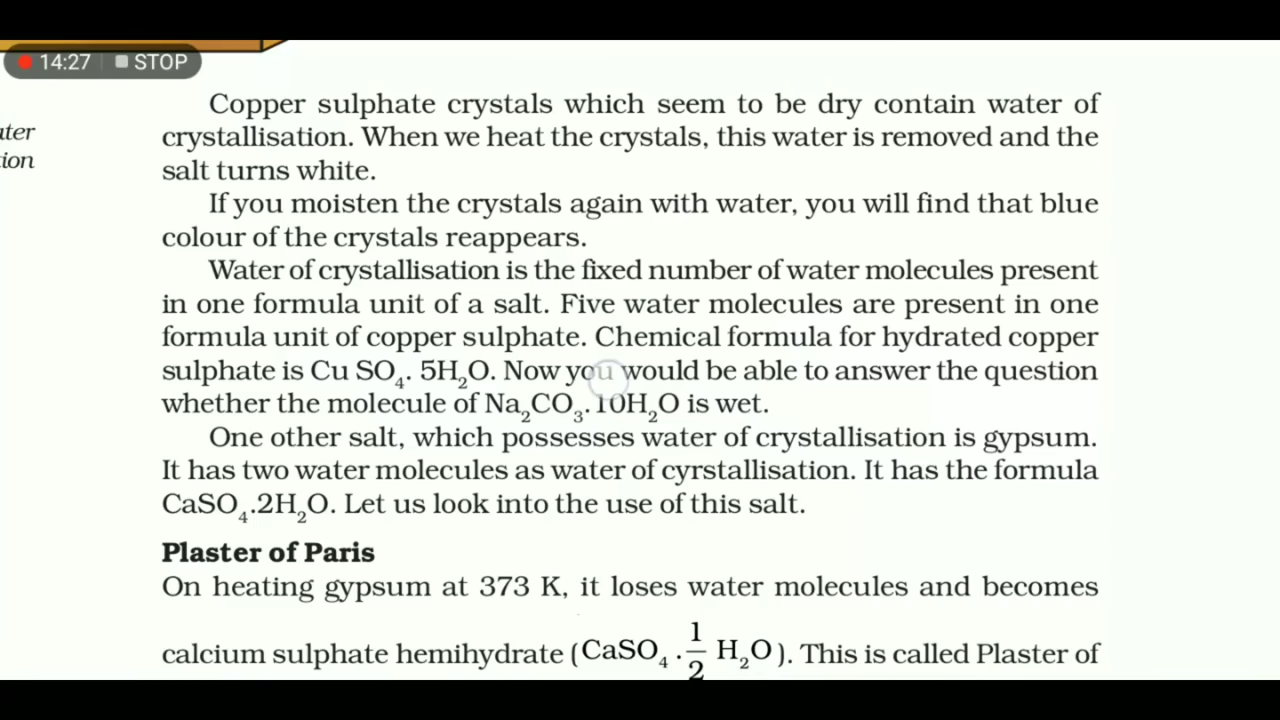 14:27 STOP
ater
tion
Copper sulphate crystals which seem to be dry contain water of
crystallisation. When we heat the crystals, this water is removed and the
salt turns white.
If you moisten the crystals again with water, you will find that blue
colour of the crystals reappears.
Water of crystallisation is the fixed number of water molecules present
in one formula unit of a salt. Five water molecules are present in one
formula unit of copper sulphate. Chemical formula for hydrated copper
sulphate is Cu SO₄. 5H₂O. Now you would be able to answer the question
whether the molecule of Na₂CO₃.10H₂O is wet.
One other salt, which possesses water of crystallisation is gypsum.
It has two water molecules as water of cyrstallisation. It has the formula
CaSO₄.2H₂O. Let us look into the use of this salt.
Plaster of Paris
On heating gypsum at 373 K, it loses water molecules and becomes
calcium sulphate hemihydrate (CaSO₄.1/2 H₂O). This is called Plaster of